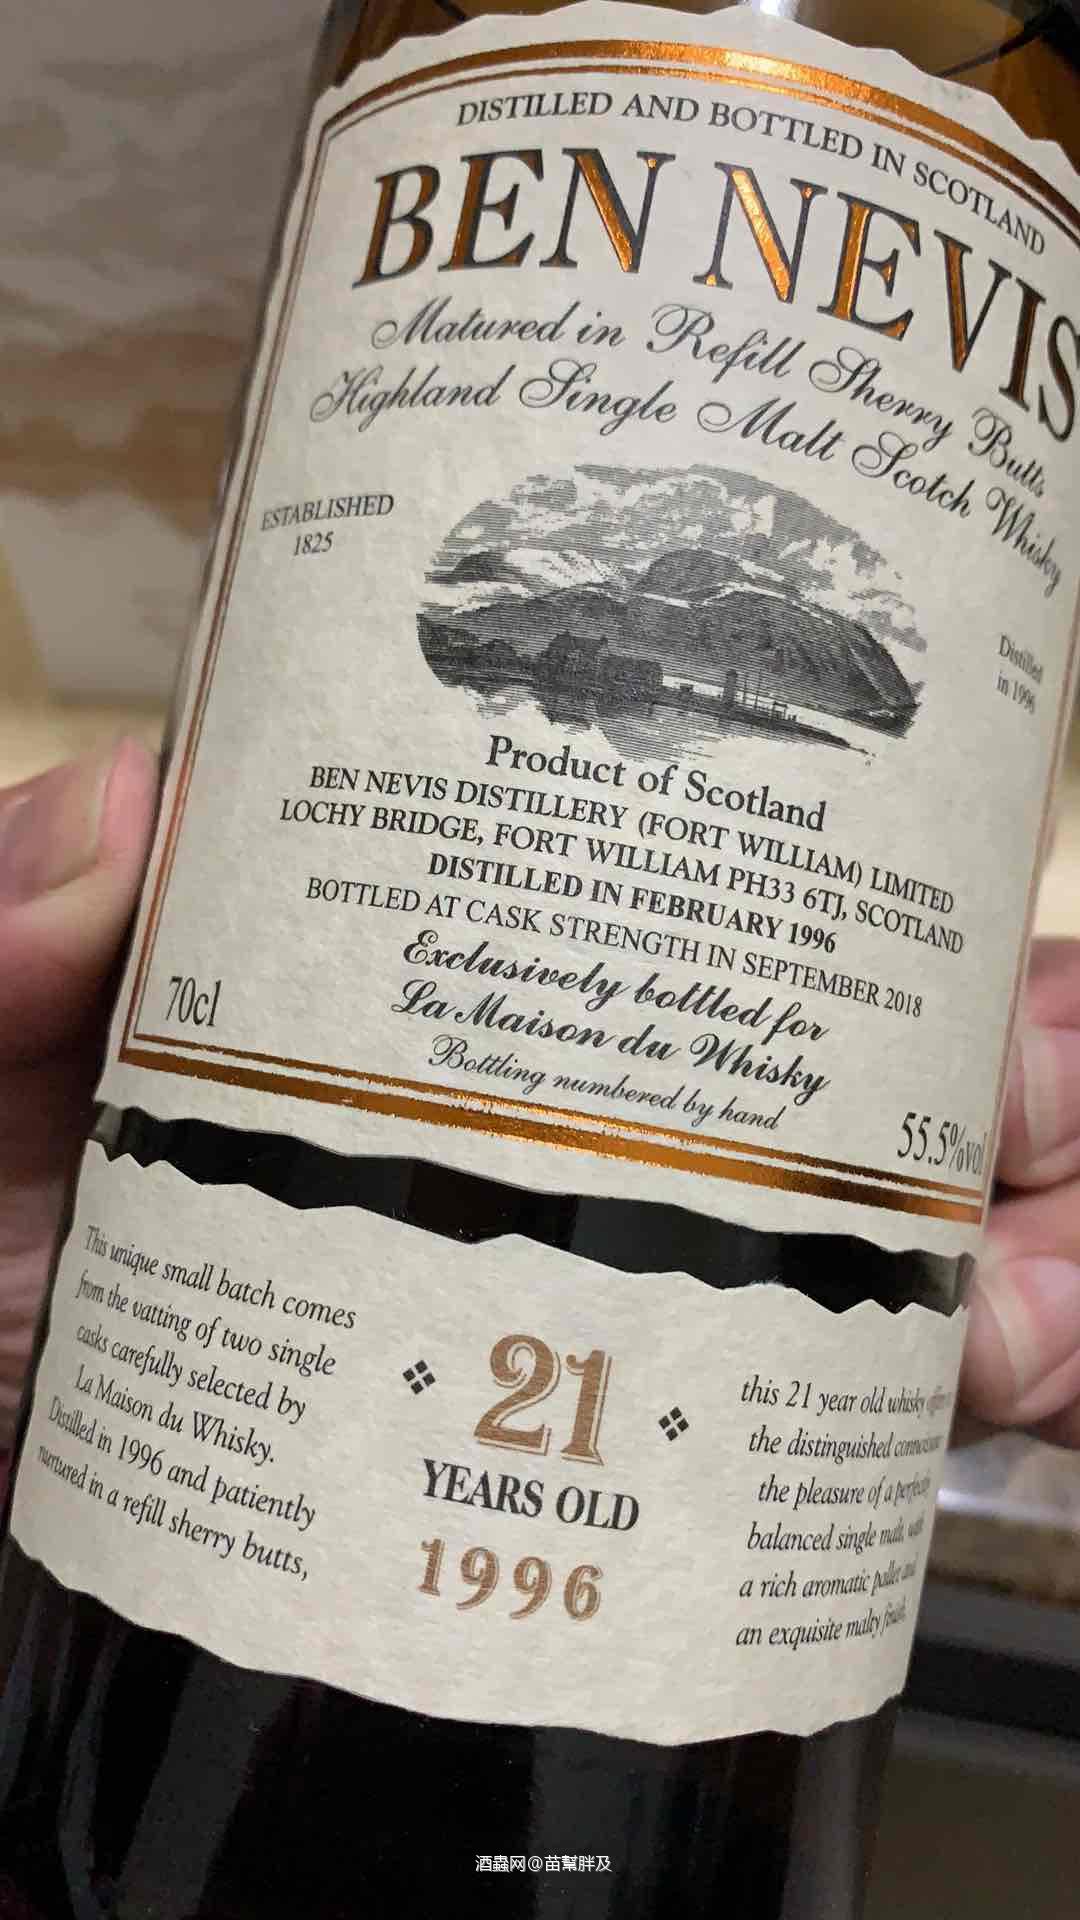 DISTILLED AND BOTTLED IN SCOTLAND
BEN NEVIS
Matured in Refill Sherry Butts
Highland Single Malt Scotch Whisky
ESTABLISHED
1825
Distilled
in 1996
Product of Scotland
BEN NEVIS DISTILLERY (FORT WILLIAM) LIMITED
LOCHY BRIDGE, FORT WILLIAM PH33 6TJ, SCOTLAND
DISTILLED IN FEBRUARY 1996
BOTTLED AT CASK STRENGTH IN SEPTEMBER 2018
Exclusively bottled for
La Maison du Whisky
Bottling numbered by hand
70cl
55.5%vol
This unique small batch comes
from the vatting of two single
casks carefully selected by
La Maison du Whisky.
Distilled in 1996 and patiently
nurtured in a refill sherry butts,
21
YEARS OLD
1996
this 21 year old whisky
the distinguished
the pleasure of a perfectly
balanced single malt, with
a rich aromatic pallet and
an exquisite malty finish.
酒蟲网@苗幫胖及